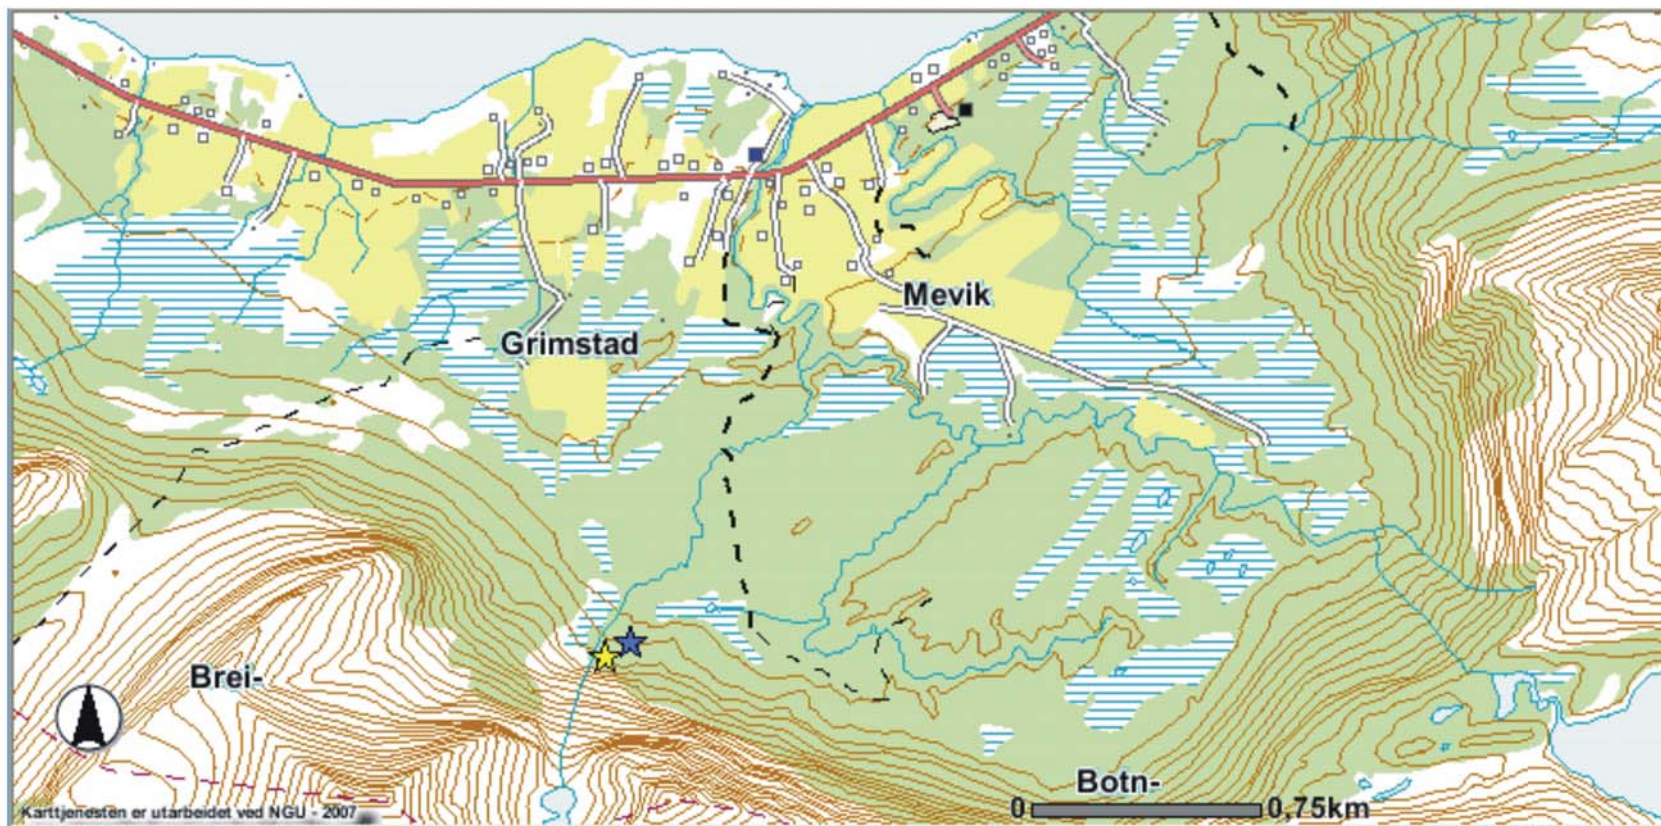 Mevik
Grimstad
Brei-
Botn-
0 0,75km
Karttjenesten er utarbeidet ved NGU - 2007